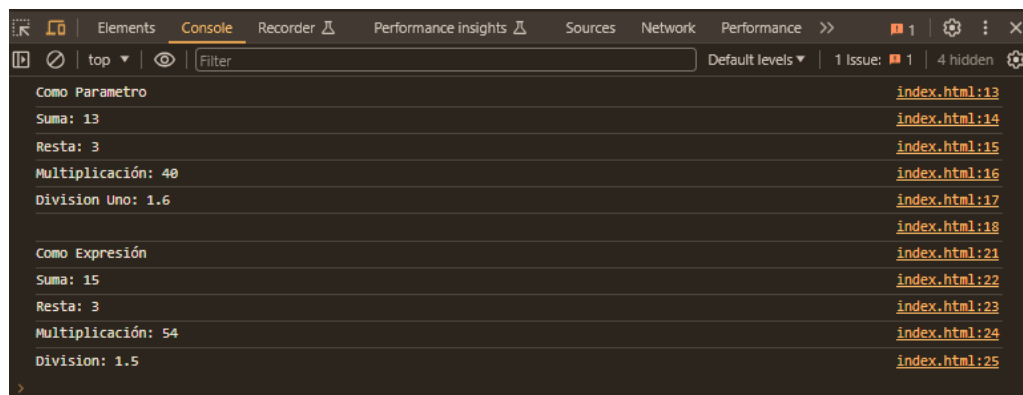 Elements Console Recorder Performance insights Sources Network Performance >> 1
top ▼ Filter Default levels ▼ 1 Issue: 1 4 hidden
Como Parametro index.html:13
Suma: 13 index.html:14
Resta: 3 index.html:15
Multiplicación: 40 index.html:16
Division Uno: 1.6 index.html:17
index.html:18
Como Expresión index.html:21
Suma: 15 index.html:22
Resta: 3 index.html:23
Multiplicación: 54 index.html:24
Division: 1.5 index.html:25
>